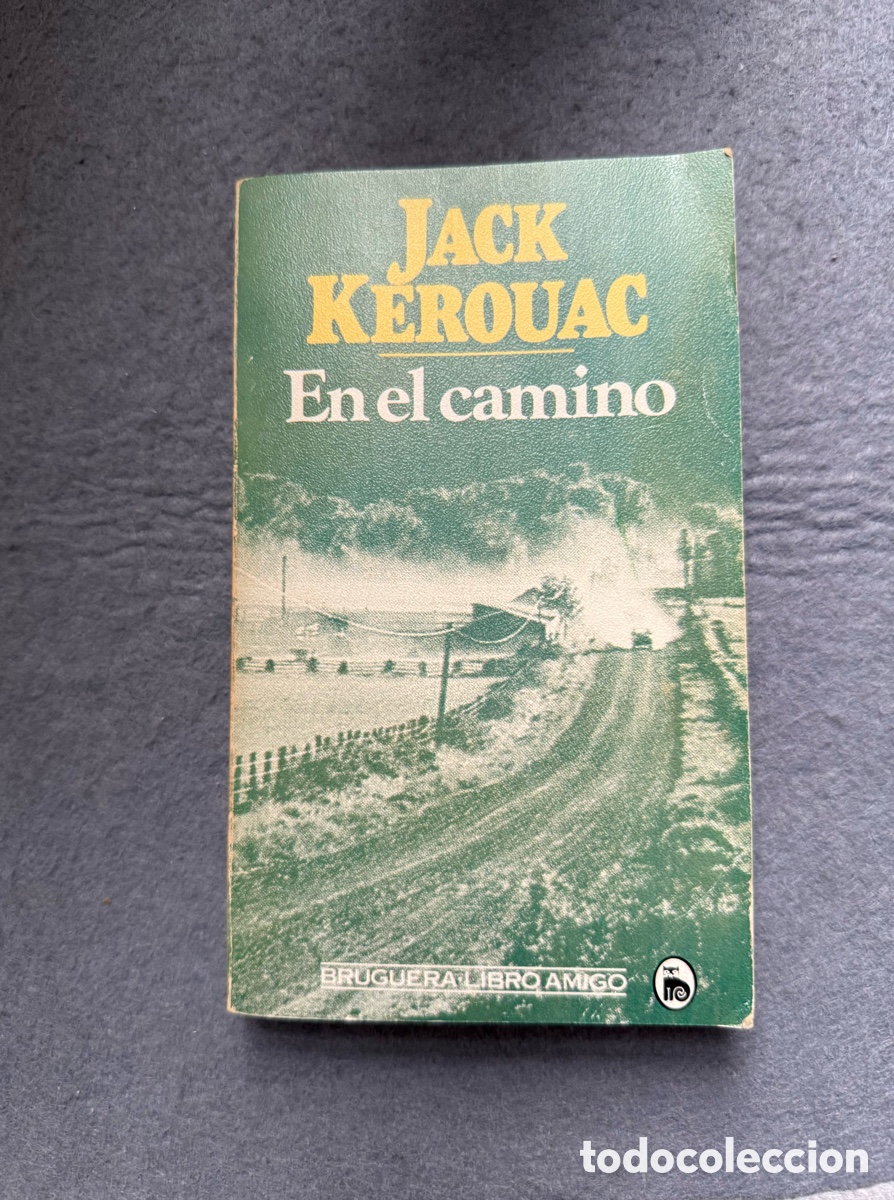 JACK
KEROUAC
En el camino
BRUGUERA·LIBRO AMIGO
todocoleccion